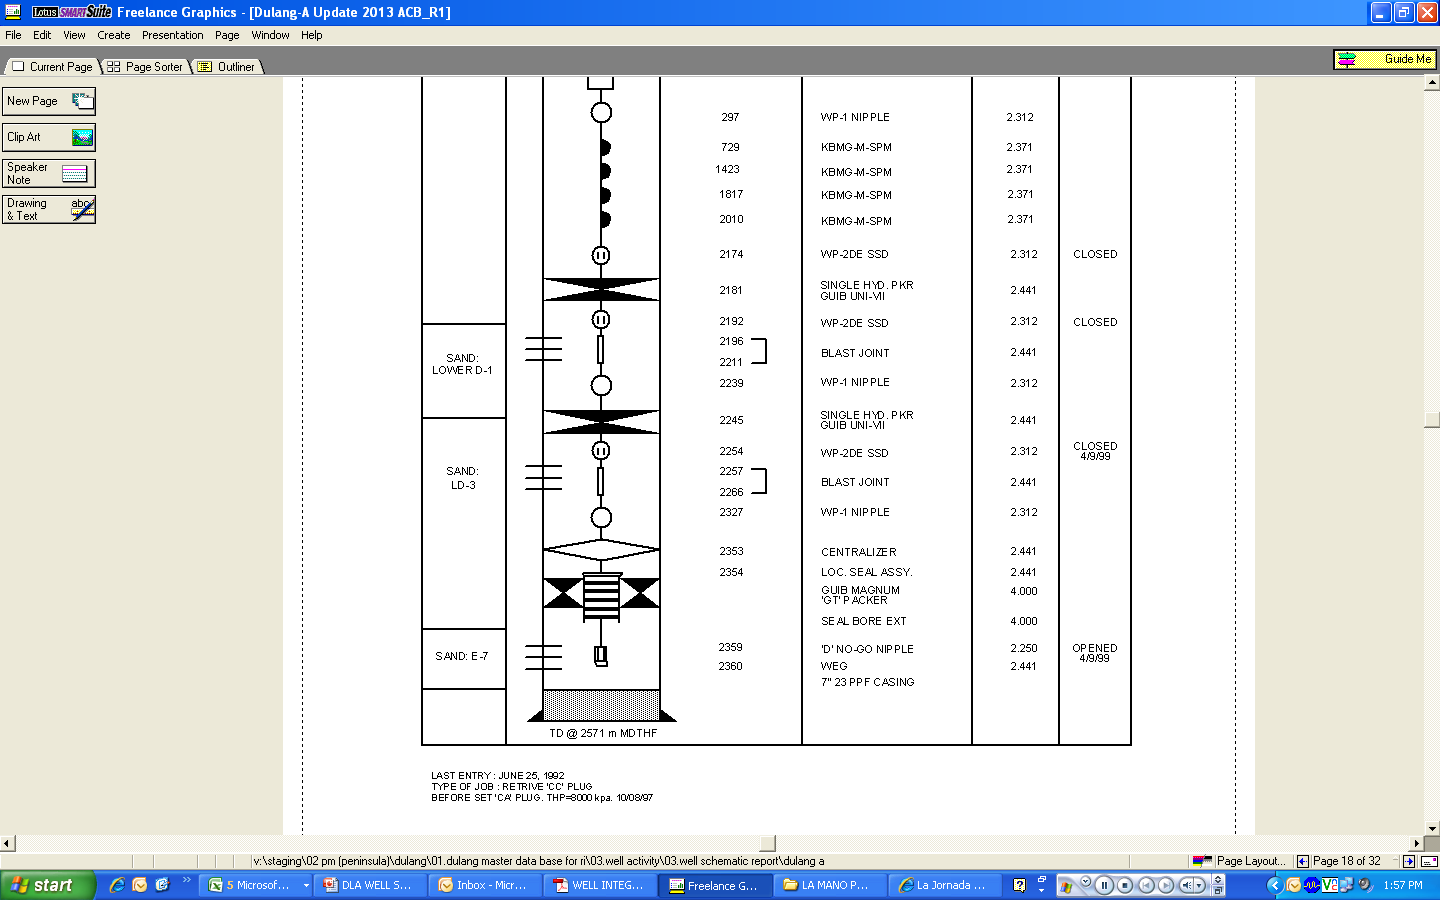 Lotus SMARTSuite Freelance Graphics - [Dulang-A Update 2013 ACB_R1]
File Edit View Create Presentation Page Window Help
Current Page Page Sorter Outliner Guide Me
New Page
Clip Art
Speaker
Note
Drawing
& Text
abc
297 WP-1 NIPPLE 2.312
729 KBMG-M-SPM 2.371
1423 KBMG-M-SPM 2.371
1817 KBMG-M-SPM 2.371
2010 KBMG-M-SPM 2.371
2174 WP-2DE SSD 2.312 CLOSED
2181 SINGLE HYD. PKR 2.441
GUIB UNI-VII
2192 WP-2DE SSD 2.312 CLOSED
SAND:
LOWER D-1
2196
BLAST JOINT 2.441
2211
2239 WP-1 NIPPLE 2.312
2245 SINGLE HYD. PKR 2.441
GUIB UNI-VII
2254 WP-2DE SSD 2.312 CLOSED
4/9/99
SAND:
LD-3
2257
BLAST JOINT 2.441
2266
2327 WP-1 NIPPLE 2.312
2353 CENTRALIZER 2.441
2354 LOC. SEAL ASSY. 2.441
GUIB MAGNUM 4.000
'GT' PACKER
SEAL BORE EXT 4.000
SAND: E-7
2359 'D' NO-GO NIPPLE 2.250 OPENED
4/9/99
2360 WEG 2.441
7" 23 PPF CASING
TD @ 2571 m MDTHF
LAST ENTRY : JUNE 25, 1992
TYPE OF JOB : RETRIVE 'CC' PLUG
BEFORE SET 'CA' PLUG. THP=8000 kpa. 10/08/97
v:\staging\02 pm (peninsula)\dulang\01.dulang master data base for ri\03.well activity\03.well schematic report\dulang a Page Layout... Page 18 of 32
start 5 Microsof... DLA WELL S... Inbox - Micr... WELL INTEG... Freelance G... LA MANO P... La Jornada ... 1:57 PM